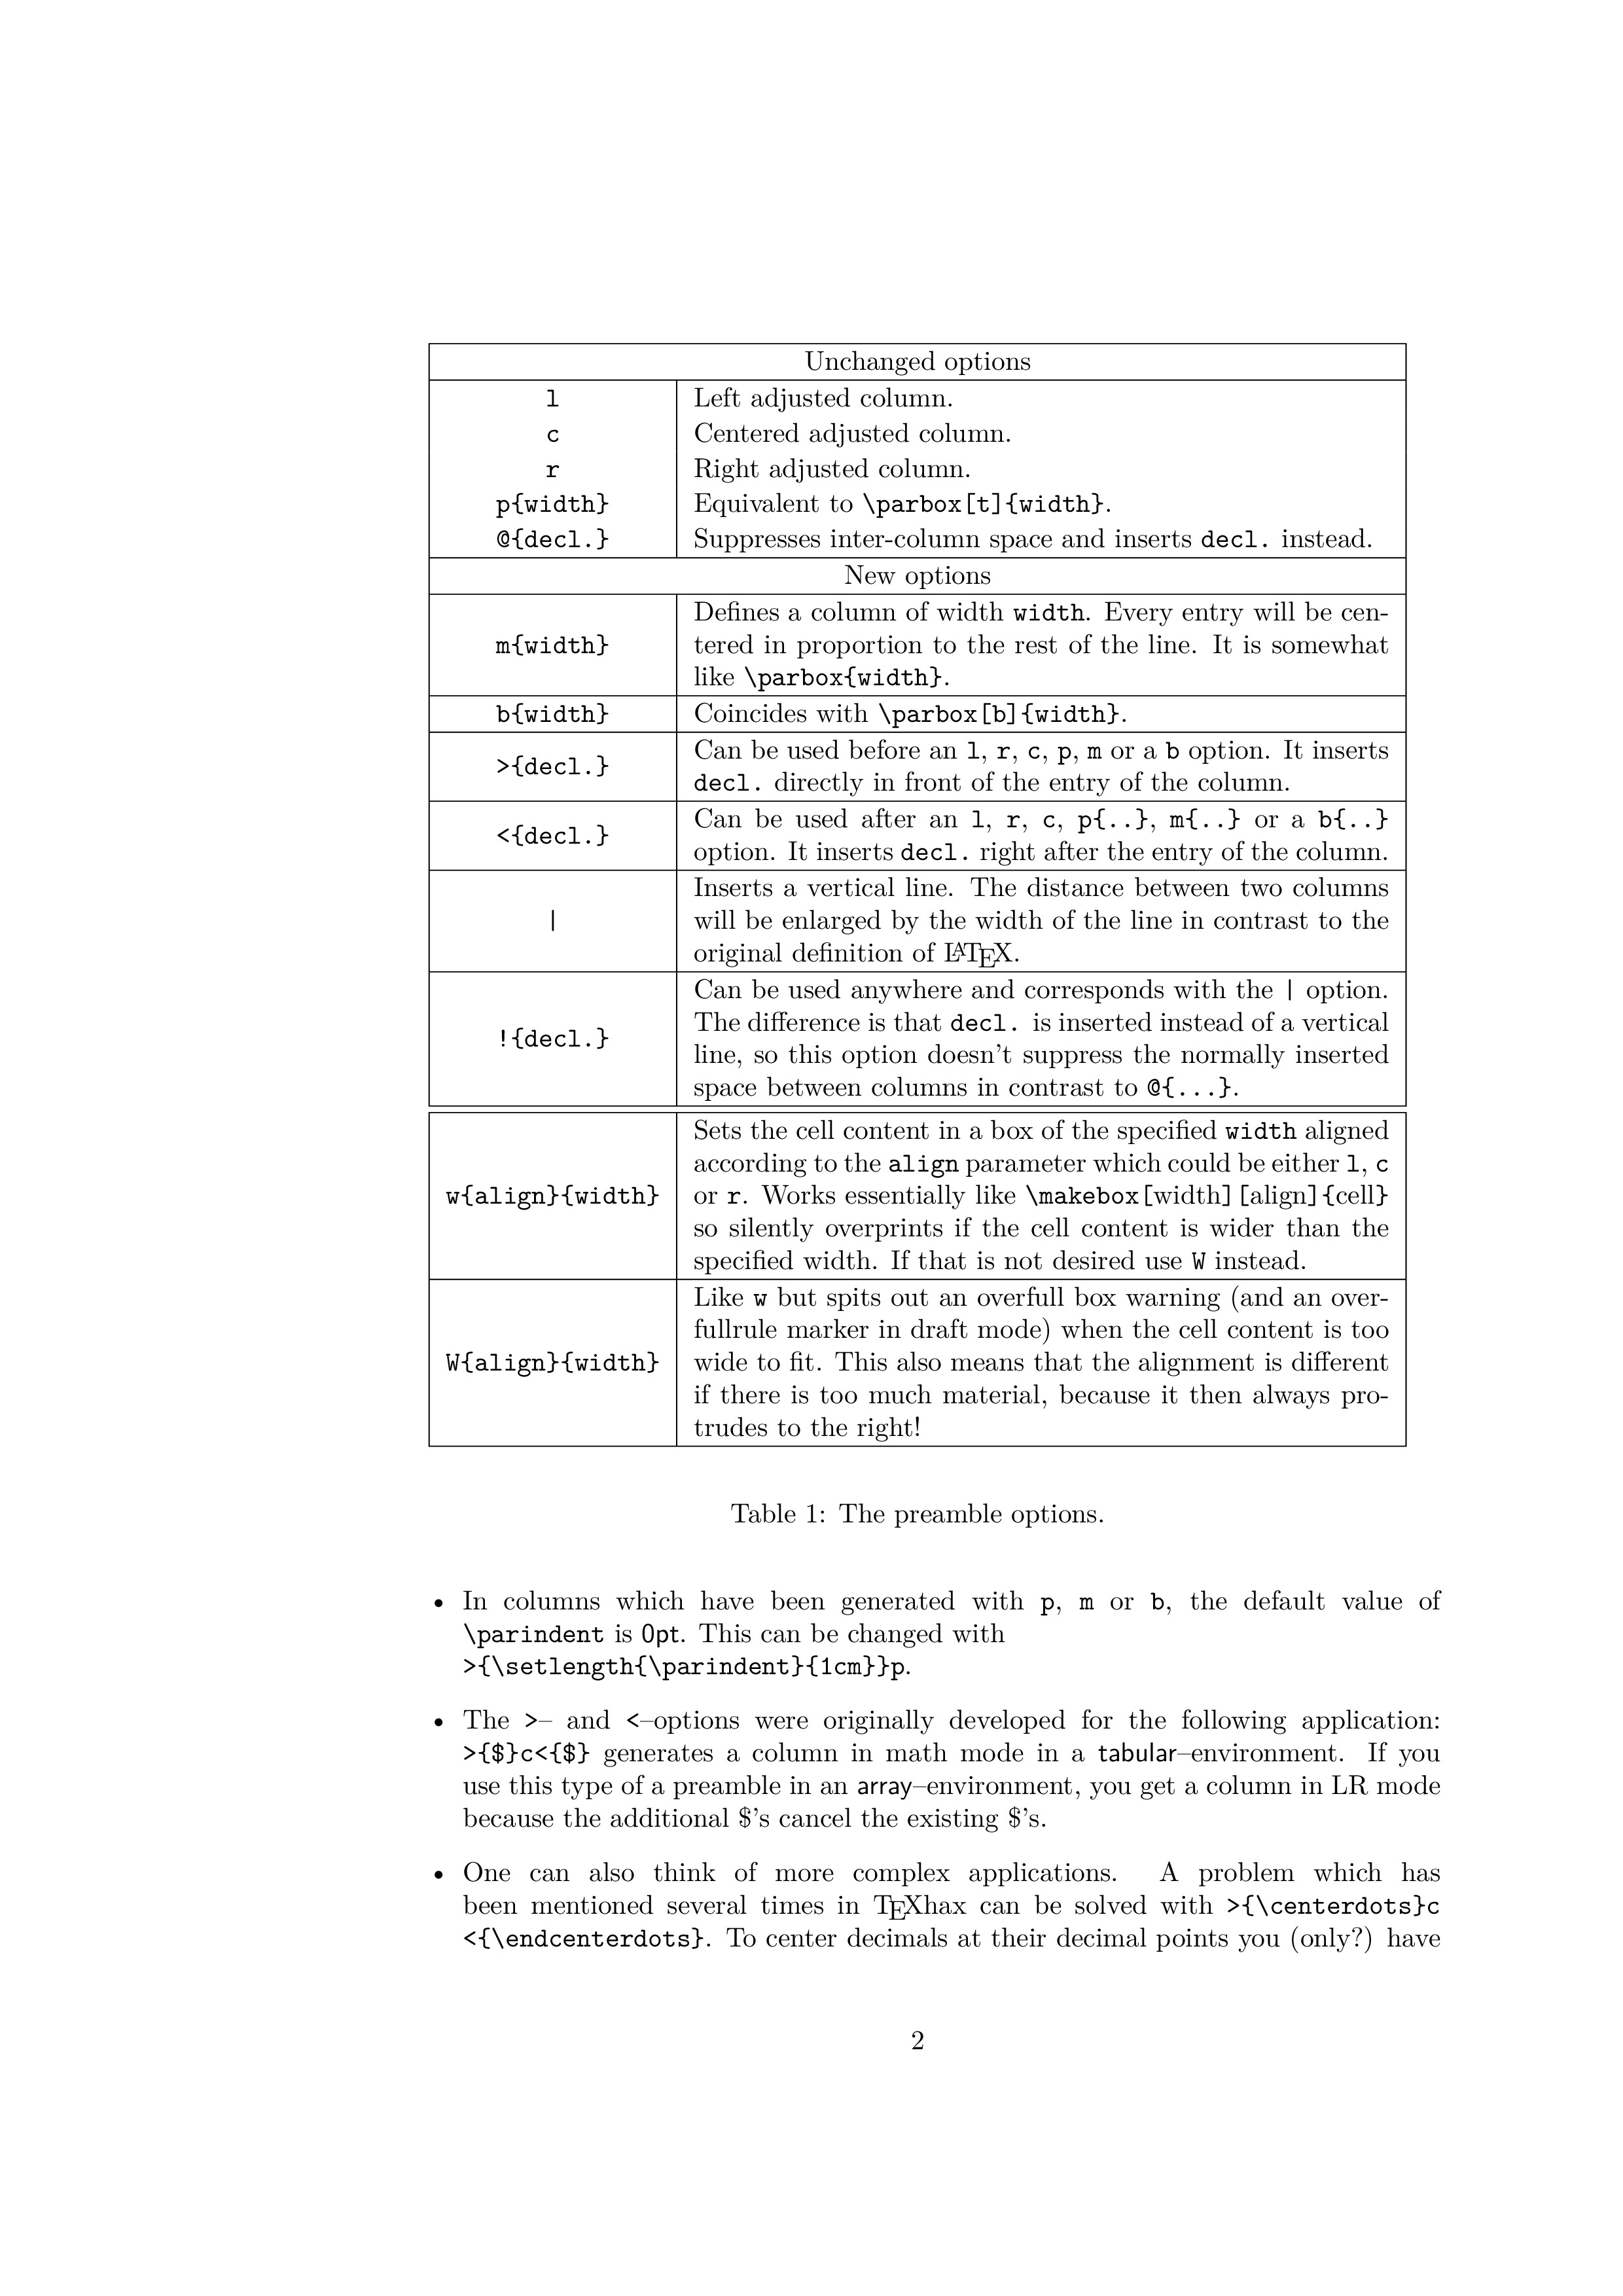 Unchanged options
l Left adjusted column.
c Centered adjusted column.
r Right adjusted column.
p{width} Equivalent to \parbox[t]{width}.
@{decl.} Suppresses inter-column space and inserts decl. instead.
New options
m{width} Defines a column of width width. Every entry will be cen-
tered in proportion to the rest of the line. It is somewhat
like \parbox{width}.
b{width} Coincides with \parbox[b]{width}.
>{decl.} Can be used before an l, r, c, p, m or a b option. It inserts
decl. directly in front of the entry of the column.
<{decl.} Can be used after an l, r, c, p{..}, m{..} or a b{..}
option. It inserts decl. right after the entry of the column.
| Inserts a vertical line. The distance between two columns
will be enlarged by the width of the line in contrast to the
original definition of LATEX.
!{decl.} Can be used anywhere and corresponds with the | option.
The difference is that decl. is inserted instead of a vertical
line, so this option doesn't suppress the normally inserted
space between columns in contrast to @{...}.
w{align}{width} Sets the cell content in a box of the specified width aligned
according to the align parameter which could be either l, c
or r. Works essentially like \makebox[width][align]{cell}
so silently overprints if the cell content is wider than the
specified width. If that is not desired use W instead.
W{align}{width} Like w but spits out an overfull box warning (and an over-
fullrule marker in draft mode) when the cell content is too
wide to fit. This also means that the alignment is different
if there is too much material, because it then always pro-
trudes to the right!
Table 1: The preamble options.
• In columns which have been generated with p, m or b, the default value of
\parindent is 0pt. This can be changed with
>{\setlength{\parindent}{1cm}}p.
• The >– and <–options were originally developed for the following application:
>{$}c<{$} generates a column in math mode in a tabular–environment. If you
use this type of a preamble in an array–environment, you get a column in LR mode
because the additional $'s cancel the existing $'s.
• One can also think of more complex applications. A problem which has
been mentioned several times in TEXhax can be solved with >{\centerdots}c
<{\endcenterdots}. To center decimals at their decimal points you (only?) have
2